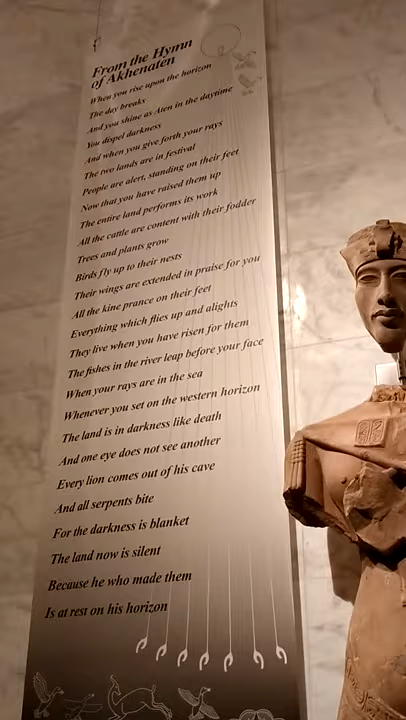 From the Hymn
of Akhenaten
When you rise upon the horizon
The day breaks
And you shine as Aten in the daytime
You dispel darkness
And when you give forth your rays
The two lands are in festival
People are alert, standing on their feet
Now that you have raised them up
The entire land performs its work
All the cattle are content with their fodder
Trees and plants grow
Birds fly up to their nests
Their wings are extended in praise for you
All the kine prance on their feet
Everything which flies up and alights
They live when you have risen for them
The fishes in the river leap before your face
When your rays are in the sea
Whenever you set on the western horizon
The land is in darkness like death
And one eye does not see another
Every lion comes out of his cave
And all serpents bite
For the darkness is blanket
The land now is silent
Because he who made them
Is at rest on his horizon